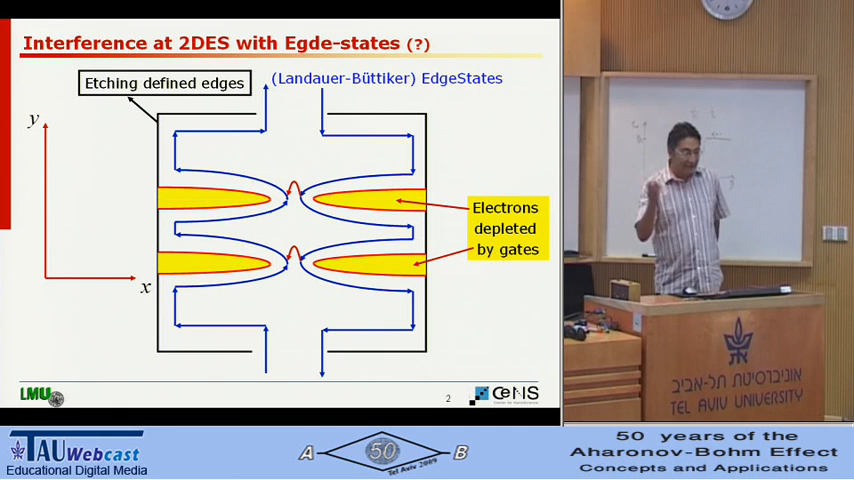 Interference at 2DES with Egde-states (?)
Etching defined edges
(Landauer-Büttiker) EdgeStates
y
x
Electrons
depleted
by gates
LMU
2
CeNS
אוניברסיטת תל-אביב
TEL AVIV UNIVERSITY
TAU Webcast
Educational Digital Media
A 50 B
Tel Aviv 2009
50 years of the
Aharonov-Bohm Effect
Concepts and Applications